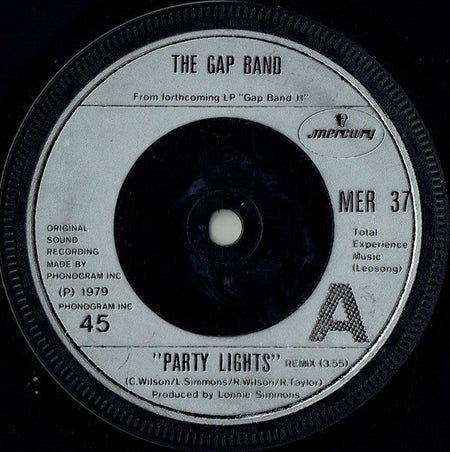 THE GAP BAND
From forthcoming LP "Gap Band II"
mercury
MER 37
Total
Experience
Music
(Leosong)
ORIGINAL
SOUND
RECORDING
MADE BY
PHONOGRAM INC
(P) 1979
PHONOGRAM INC
45
A
"PARTY LIGHTS" REMIX (3.55)
(C.Wilson/L.Simmons/R.Wilson/R.Taylor)
Produced by Lonnie Simmons